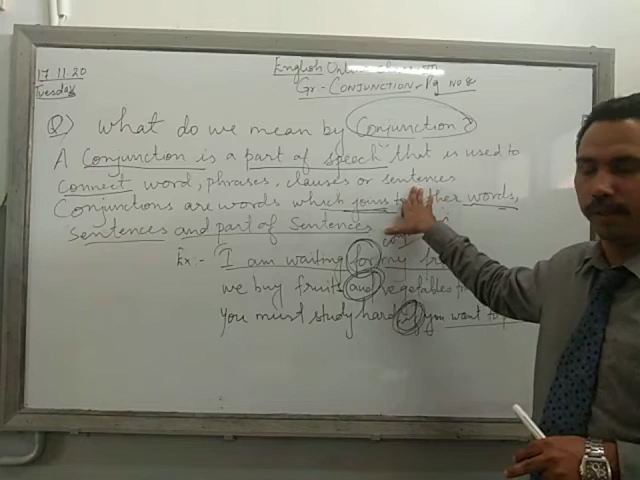 17.11.20
Tuesday
English Online
Gr- CONJUNCTION- Pg NO 8
Q) What do we mean by Conjunction?
A Conjunction is a part of speech that is used to
Connect word, phrases, clauses or sentences
Conjunctions are words which joins words,
sentences and part of Sentences
Ex:- I am waiting for my
we buy fruits and vegetables
You must study hard if you want to